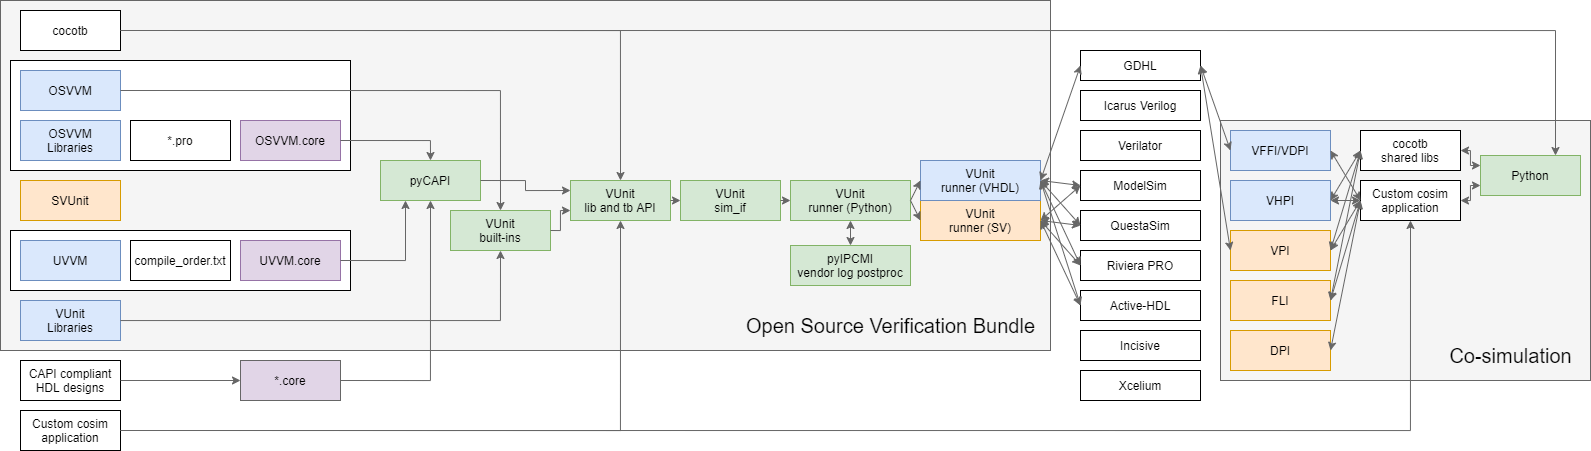 cocotb
OSVVM
OSVVM
Libraries
*.pro
OSVVM.core
SVUnit
UVVM
compile_order.txt
UVVM.core
VUnit
Libraries
CAPI compliant
HDL designs
*.core
Custom cosim
application
pyCAPI
VUnit
built-ins
VUnit
lib and tb API
VUnit
sim_if
VUnit
runner (Python)
pyIPCMI
vendor log postproc
VUnit
runner (VHDL)
VUnit
runner (SV)
Open Source Verification Bundle
GDHL
Icarus Verilog
Verilator
ModelSim
QuestaSim
Riviera PRO
Active-HDL
Incisive
Xcelium
VFFI/VDPI
VHPI
VPI
FLI
DPI
cocotb
shared libs
Custom cosim
application
Python
Co-simulation